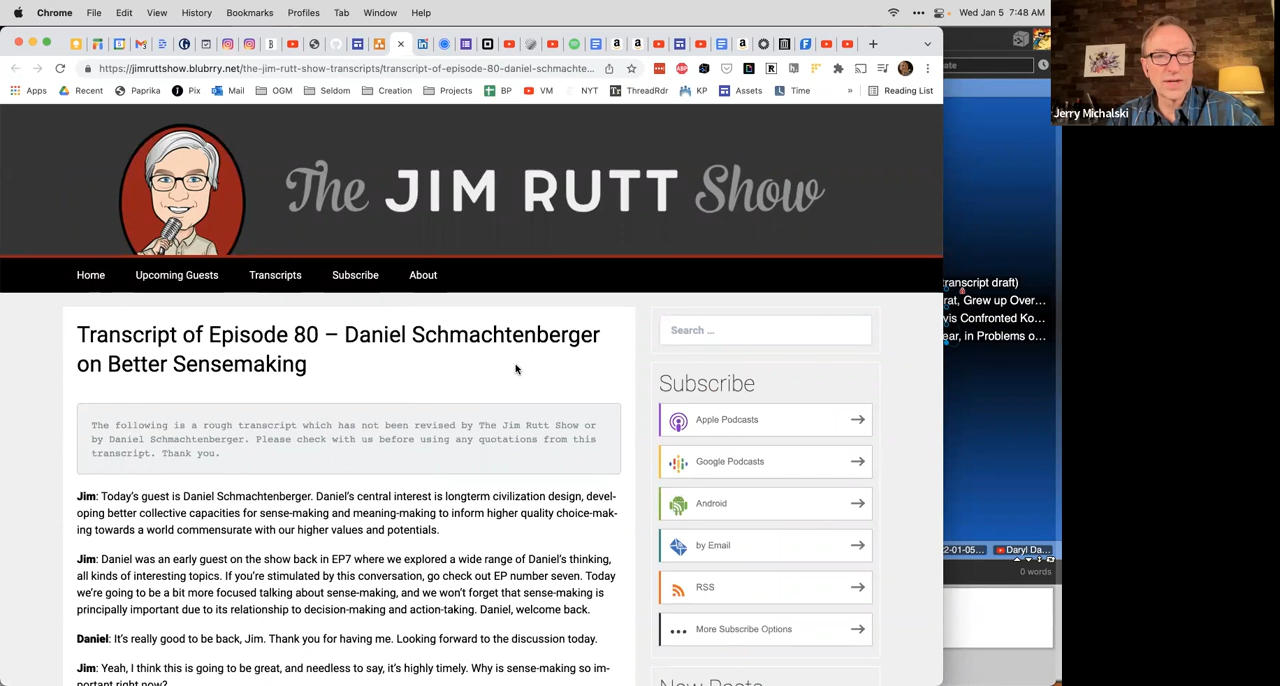 Chrome File Edit View History Bookmarks Profiles Tab Window Help
Wed Jan 5 7:48 AM
https://jimruttshow.blubrry.net/the-jim-rutt-show-transcripts/transcript-of-episode-80-daniel-schmachte...
Apps Recent Paprika Pix Mail OGM Seldom Creation Projects BP VM NYT ThreadRdr KP Assets Time » Reading List
Jerry Michalski
The JIM RUTT Show
Home Upcoming Guests Transcripts Subscribe About
Transcript of Episode 80 – Daniel Schmachtenberger
on Better Sensemaking
The following is a rough transcript which has not been revised by The Jim Rutt Show or
by Daniel Schmachtenberger. Please check with us before using any quotations from this
transcript. Thank you.
Jim: Today's guest is Daniel Schmachtenberger. Daniel's central interest is longterm civilization design, devel-
oping better collective capacities for sense-making and meaning-making to inform higher quality choice-mak-
ing towards a world commensurate with our higher values and potentials.
Jim: Daniel was an early guest on the show back in EP7 where we explored a wide range of Daniel's thinking,
all kinds of interesting topics. If you're stimulated by this conversation, go check out EP number seven. Today
we're going to be a bit more focused talking about sense-making, and we won't forget that sense-making is
principally important due to its relationship to decision-making and action-taking. Daniel, welcome back.
Daniel: It's really good to be back, Jim. Thank you for having me. Looking forward to the discussion today.
Jim: Yeah, I think this is going to be great, and needless to say, it's highly timely. Why is sense-making so im-
portant right now?
Search ...
Subscribe
Apple Podcasts
Google Podcasts
Android
by Email
RSS
More Subscribe Options
New Posts
ate
transcript draft)
rat, Grew up Over...
vis Confronted Ko...
ear, in Problems o...
22-01-05... Daryl Da...
0 words